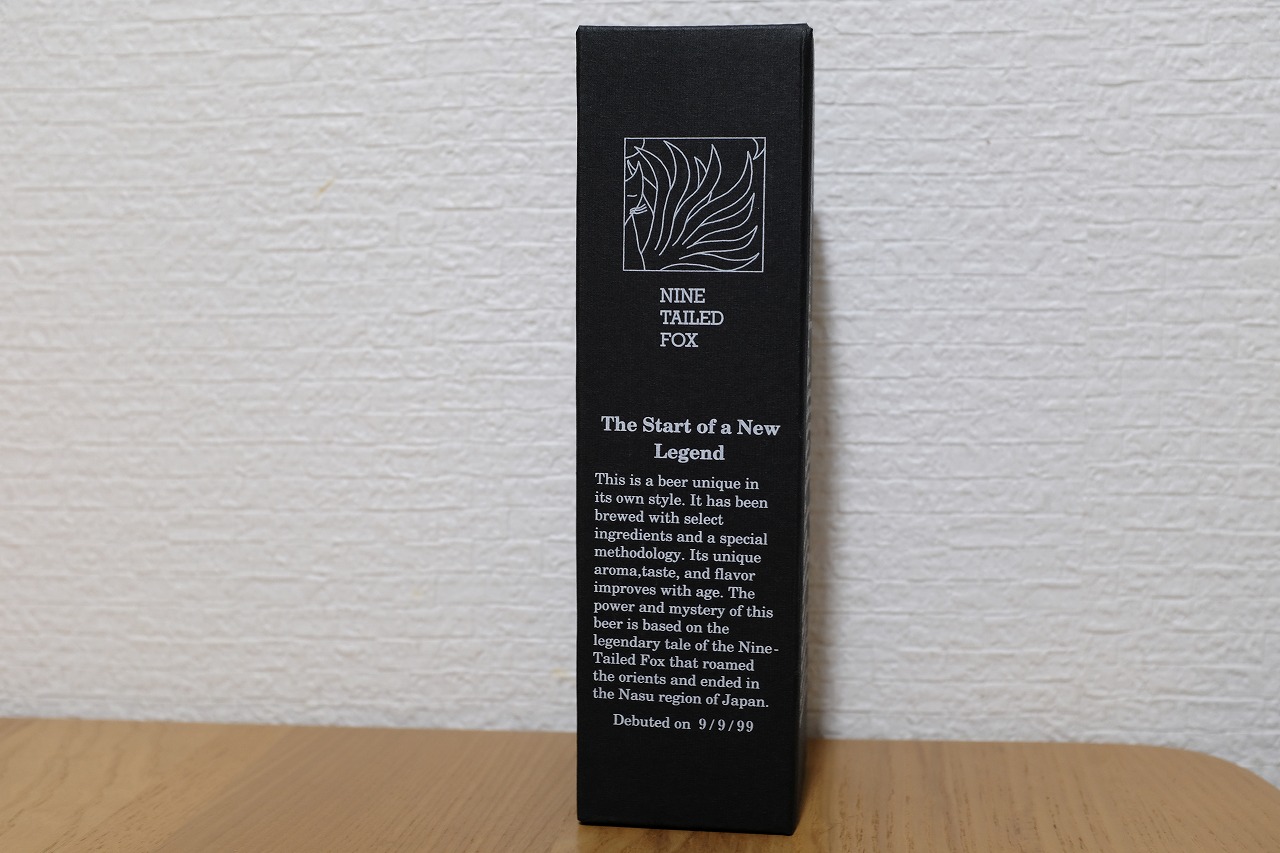 NINE
TAILED
FOX
The Start of a New
Legend
This is a beer unique in
its own style. It has been
brewed with select
ingredients and a special
methodology. Its unique
aroma,taste, and flavor
improves with age. The
power and mystery of this
beer is based on the
legendary tale of the Nine-
Tailed Fox that roamed
the orients and ended in
the Nasu region of Japan.
Debuted on 9/9/99